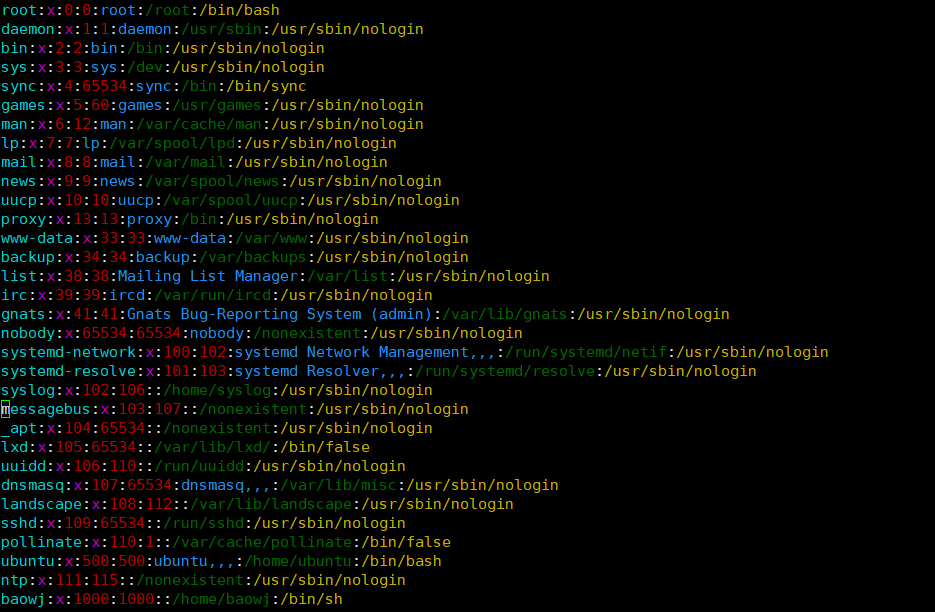 root:x:0:0:root:/root:/bin/bash
daemon:x:1:1:daemon:/usr/sbin:/usr/sbin/nologin
bin:x:2:2:bin:/bin:/usr/sbin/nologin
sys:x:3:3:sys:/dev:/usr/sbin/nologin
sync:x:4:65534:sync:/bin:/bin/sync
games:x:5:60:games:/usr/games:/usr/sbin/nologin
man:x:6:12:man:/var/cache/man:/usr/sbin/nologin
lp:x:7:7:lp:/var/spool/lpd:/usr/sbin/nologin
mail:x:8:8:mail:/var/mail:/usr/sbin/nologin
news:x:9:9:news:/var/spool/news:/usr/sbin/nologin
uucp:x:10:10:uucp:/var/spool/uucp:/usr/sbin/nologin
proxy:x:13:13:proxy:/bin:/usr/sbin/nologin
www-data:x:33:33:www-data:/var/www:/usr/sbin/nologin
backup:x:34:34:backup:/var/backups:/usr/sbin/nologin
list:x:38:38:Mailing List Manager:/var/list:/usr/sbin/nologin
irc:x:39:39:ircd:/var/run/ircd:/usr/sbin/nologin
gnats:x:41:41:Gnats Bug-Reporting System (admin):/var/lib/gnats:/usr/sbin/nologin
nobody:x:65534:65534:nobody:/nonexistent:/usr/sbin/nologin
systemd-network:x:100:102:systemd Network Management,,,:/run/systemd/netif:/usr/sbin/nologin
systemd-resolve:x:101:103:systemd Resolver,,,:/run/systemd/resolve:/usr/sbin/nologin
syslog:x:102:106::/home/syslog:/usr/sbin/nologin
messagebus:x:103:107::/nonexistent:/usr/sbin/nologin
_apt:x:104:65534::/nonexistent:/usr/sbin/nologin
lxd:x:105:65534::/var/lib/lxd/:/bin/false
uuidd:x:106:110::/run/uuidd:/usr/sbin/nologin
dnsmasq:x:107:65534:dnsmasq,,,:/var/lib/misc:/usr/sbin/nologin
landscape:x:108:112::/var/lib/landscape:/usr/sbin/nologin
sshd:x:109:65534::/run/sshd:/usr/sbin/nologin
pollinate:x:110:1::/var/cache/pollinate:/bin/false
ubuntu:x:500:500:ubuntu,,,:/home/ubuntu:/bin/bash
ntp:x:111:115::/nonexistent:/usr/sbin/nologin
baowj:x:1000:1000::/home/baowj:/bin/sh